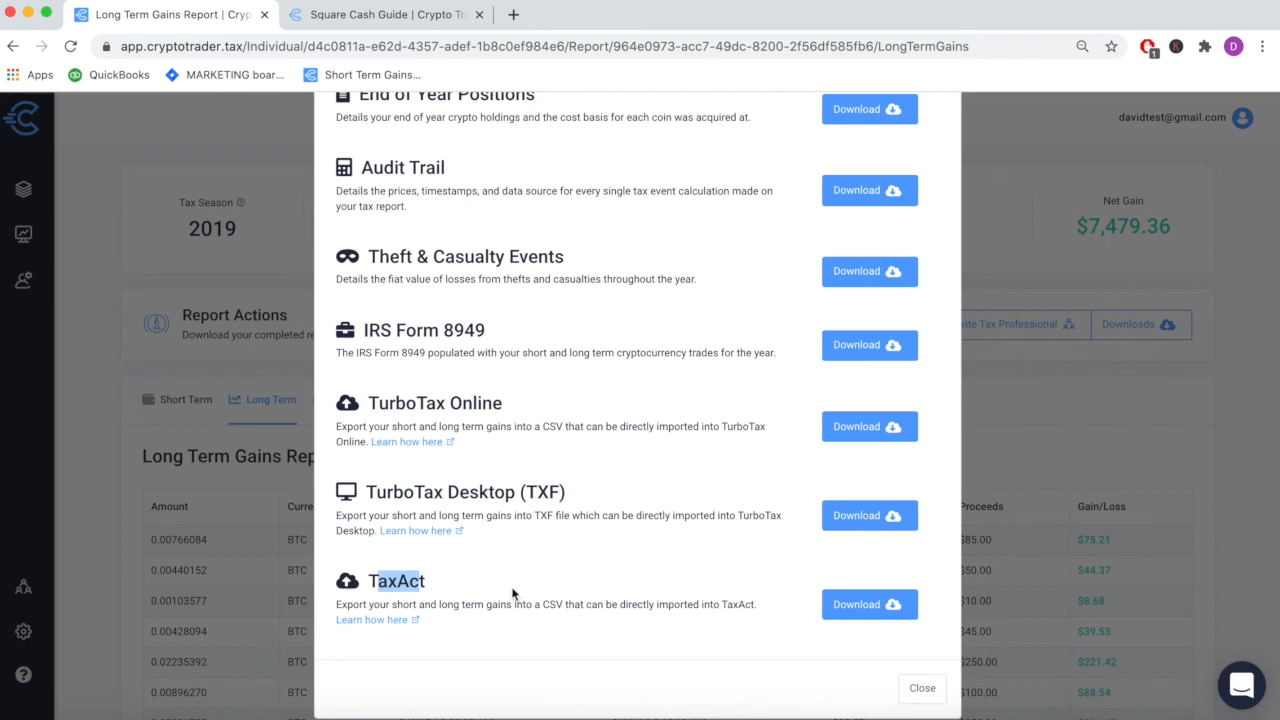 Long Term Gains Report | Cryp
Square Cash Guide | Crypto Tr
app.cryptotrader.tax/Individual/d4c0811a-e62d-4357-adef-1b8c0ef984e6/Report/964e0973-acc7-49dc-8200-2f56df585fb6/LongTermGains
1
D
Apps
QuickBooks
MARKETING boar...
Short Term Gains...
davidtest@gmail.com
Tax Season
2019
Net Gain
$7,479.36
Report Actions
Download your completed re
vite Tax Professional
Downloads
Short Term
Long Term
Long Term Gains Rep
Amount
Curre
Proceeds
Gain/Loss
0.00766084
BTC
$85.00
$75.21
0.00440152
BTC
$50.00
$44.37
0.00103577
BTC
$10.00
$8.68
0.00428094
BTC
$45.00
$39.53
0.02235392
BTC
$250.00
$221.42
0.00896270
BTC
$100.00
$88.54
End of Year Positions
Details your end of year crypto holdings and the cost basis for each coin was acquired at.
Download
Audit Trail
Details the prices, timestamps, and data source for every single tax event calculation made on
your tax report.
Download
Theft & Casualty Events
Details the fiat value of losses from thefts and casualties throughout the year.
Download
IRS Form 8949
The IRS Form 8949 populated with your short and long term cryptocurrency trades for the year.
Download
TurboTax Online
Export your short and long term gains into a CSV that can be directly imported into TurboTax
Online. Learn how here
Download
TurboTax Desktop (TXF)
Export your short and long term gains into TXF file which can be directly imported into TurboTax
Desktop. Learn how here
Download
TaxAct
Export your short and long term gains into a CSV that can be directly imported into TaxAct.
Learn how here
Download
Close